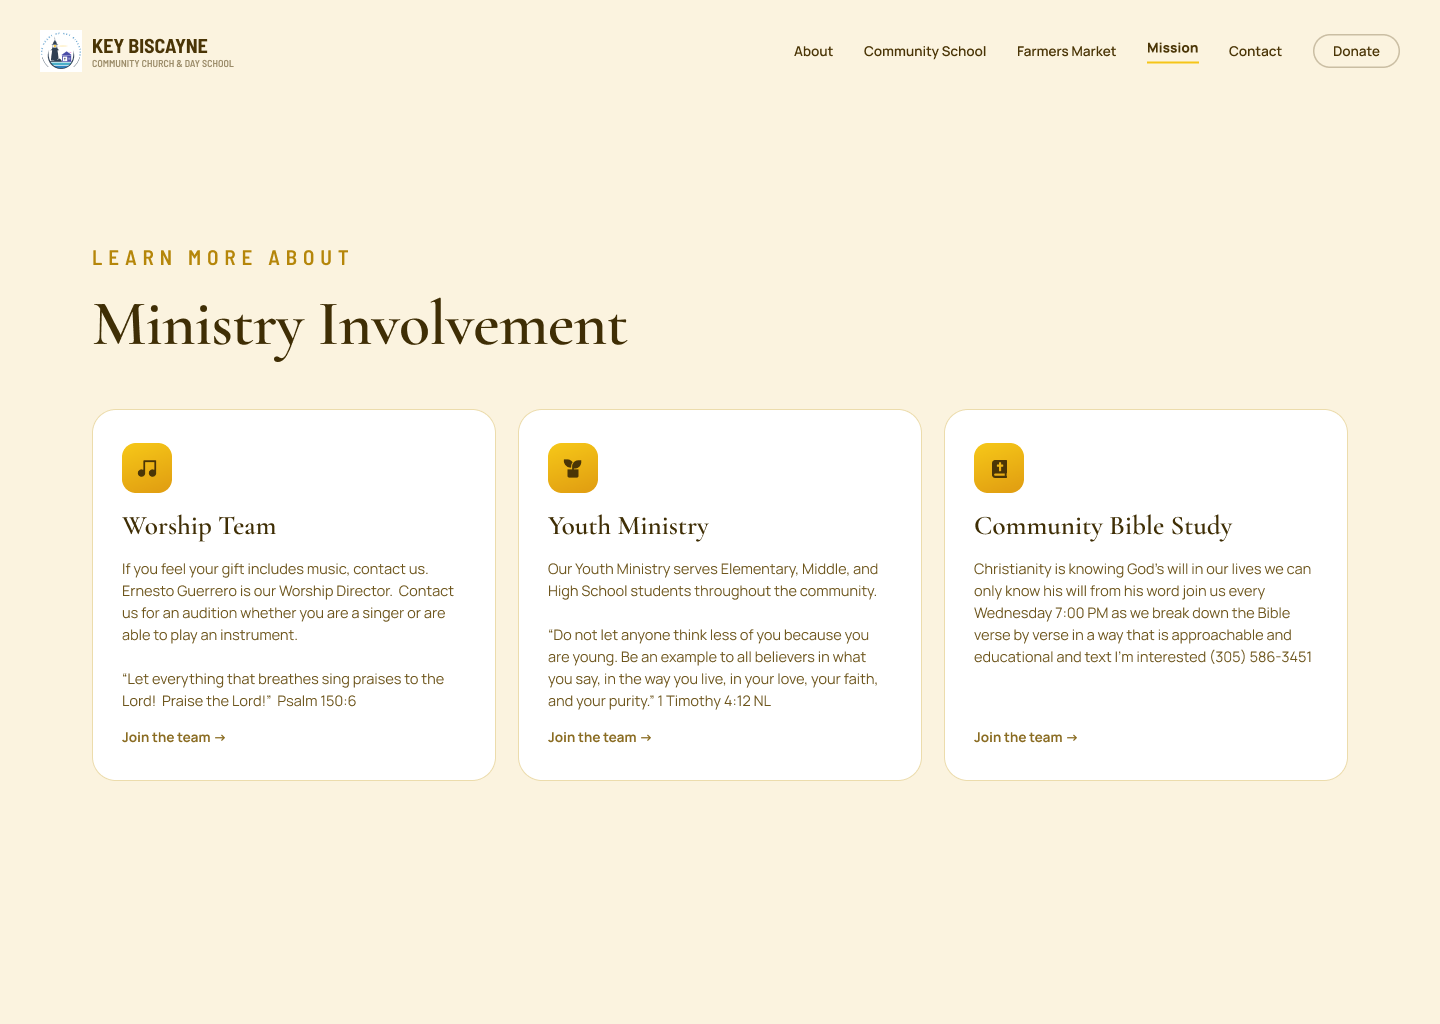 KEY BISCAYNE
COMMUNITY CHURCH & DAY SCHOOL
About Community School Farmers Market Mission Contact Donate
LEARN MORE ABOUT
Ministry Involvement
Worship Team
If you feel your gift includes music, contact us.
Ernesto Guerrero is our Worship Director.  Contact
us for an audition whether you are a singer or are
able to play an instrument.
“Let everything that breathes sing praises to the
Lord!  Praise the Lord!”  Psalm 150:6
Join the team →
Youth Ministry
Our Youth Ministry serves Elementary, Middle, and
High School students throughout the community.
“Do not let anyone think less of you because you
are young. Be an example to all believers in what
you say, in the way you live, in your love, your faith,
and your purity.” 1 Timothy 4:12 NL
Join the team →
Community Bible Study
Christianity is knowing God’s will in our lives we can
only know his will from his word join us every
Wednesday 7:00 PM as we break down the Bible
verse by verse in a way that is approachable and
educational and text I’m interested (305) 586-3451
Join the team →